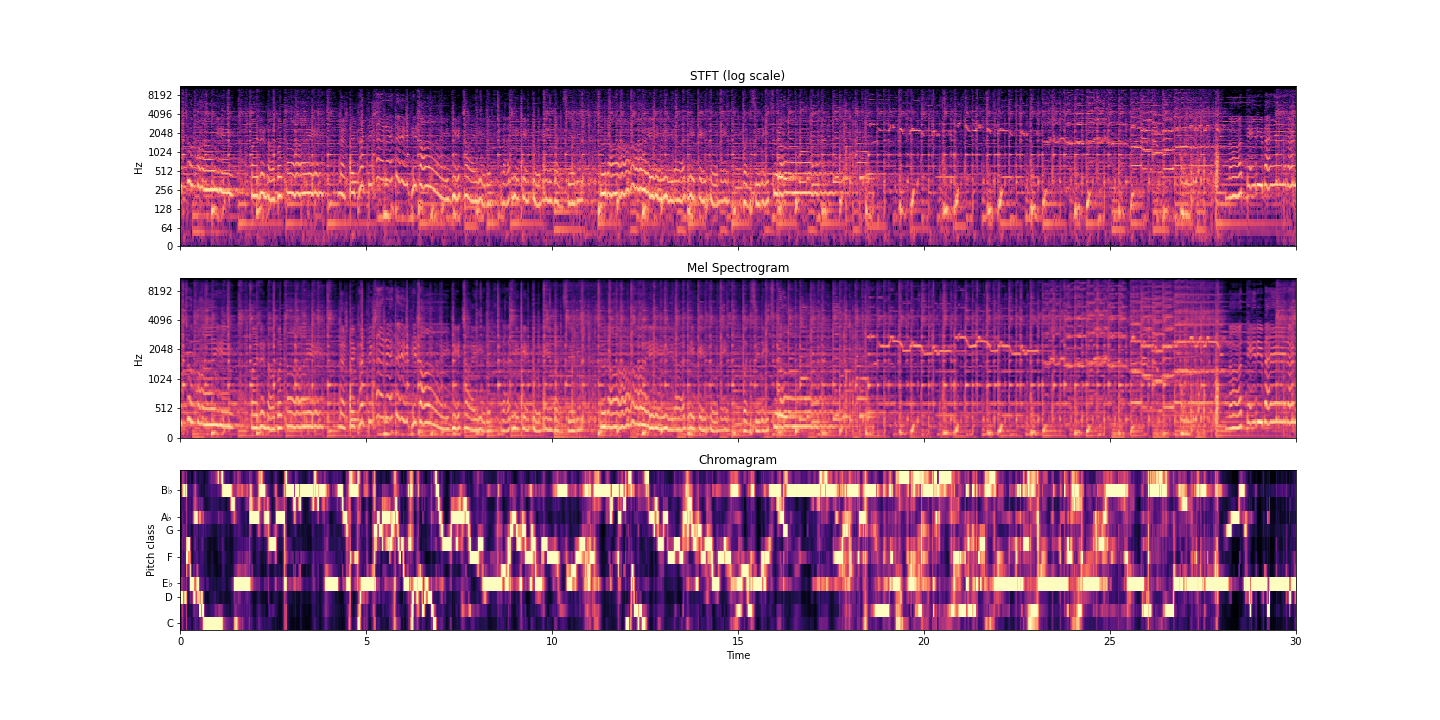 STFT (log scale)
8192
4096
2048
1024
512
256
128
64
0
Hz
Mel Spectrogram
8192
4096
2048
1024
512
0
Hz
Chromagram
B♭
A♭
G
F
E♭
D
C
Pitch class
0 5 10 15 20 25 30
Time